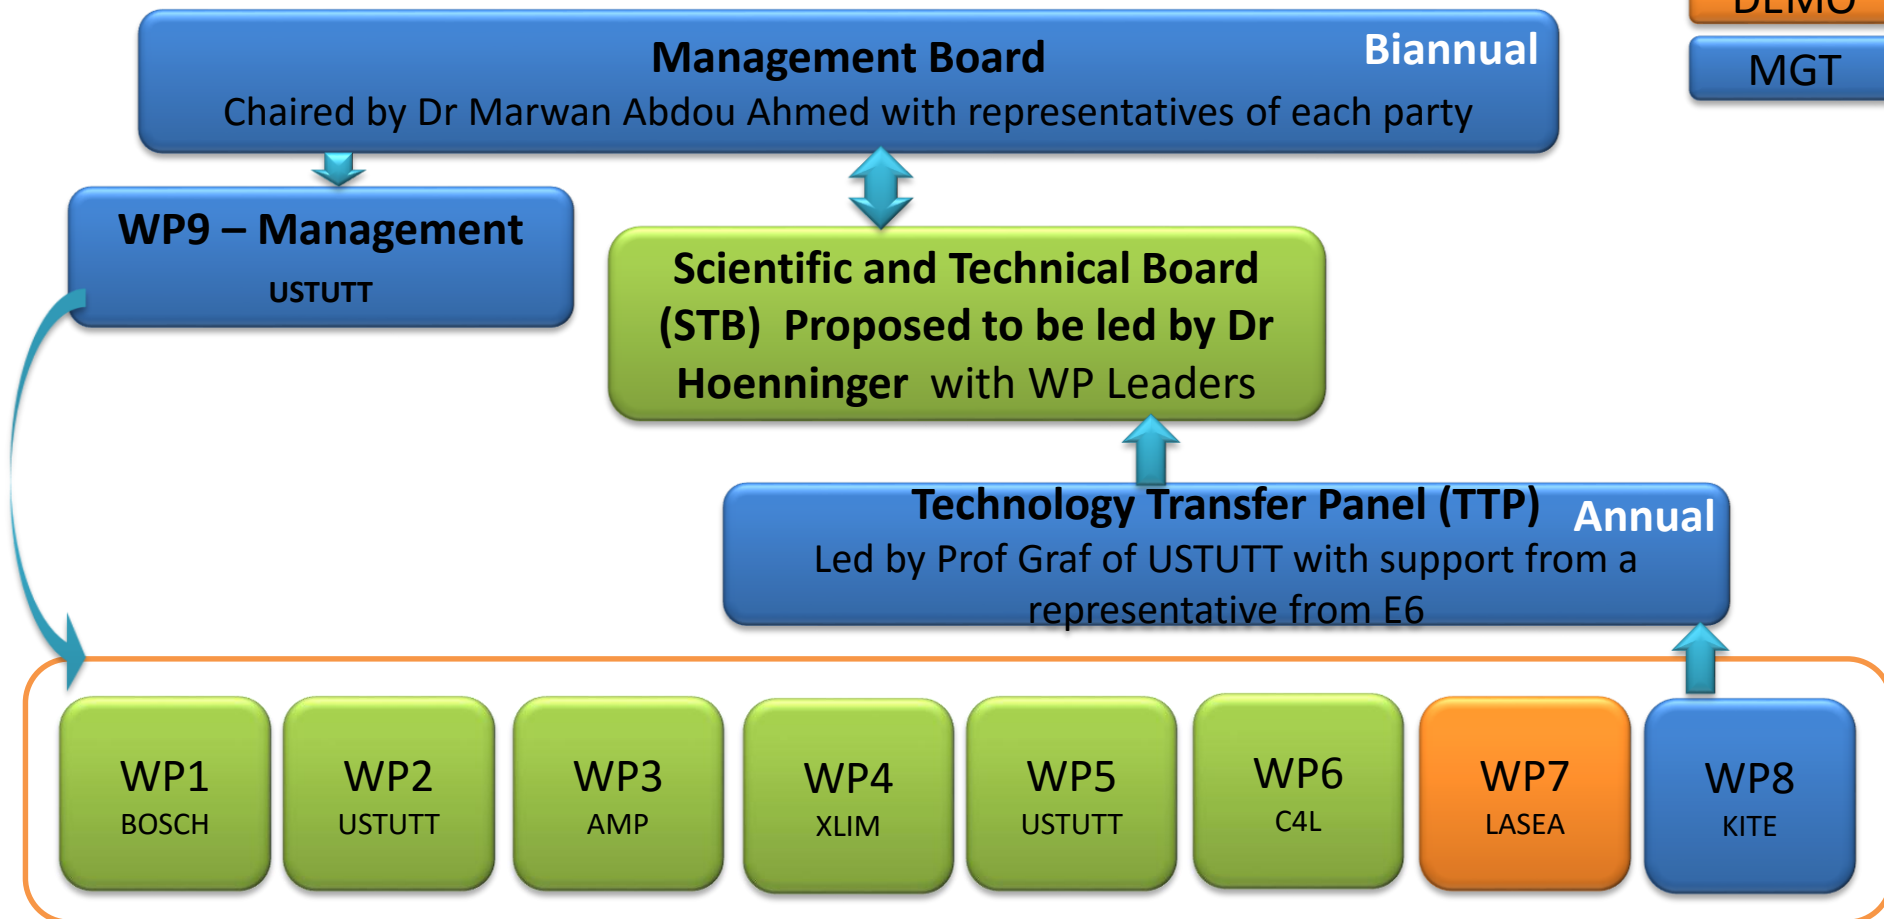 DEMO
MGT
Management Board
Biannual
Chaired by Dr Marwan Abdou Ahmed with representatives of each party
WP9 – Management
USTUTT
Scientific and Technical Board
(STB) Proposed to be led by Dr
Hoenninger with WP Leaders
Technology Transfer Panel (TTP)
Annual
Led by Prof Graf of USTUTT with support from a
representative from E6
WP1
BOSCH
WP2
USTUTT
WP3
AMP
WP4
XLIM
WP5
USTUTT
WP6
C4L
WP7
LASEA
WP8
KITE